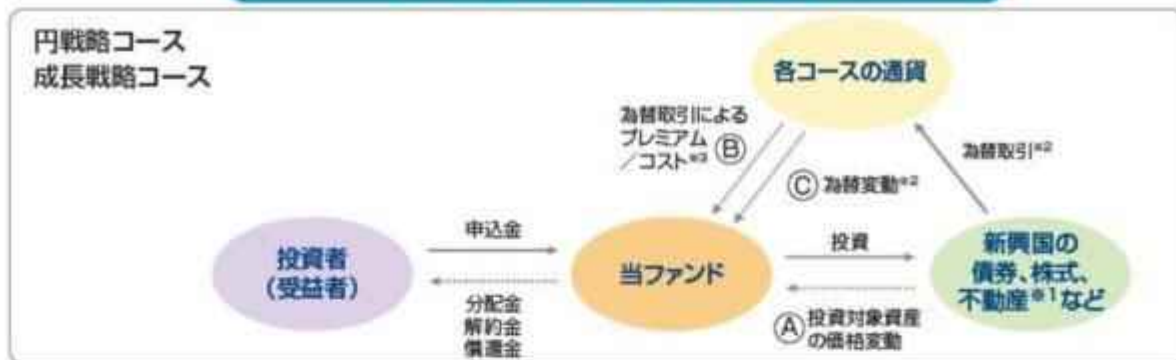 円戦略コース
成長戦略コース
各コースの通貨
為替取引による
プレミアム
／コスト※3 Ⓑ
為替取引※2
Ⓒ 為替変動※2
申込金
投資
投資者
(受益者)
当ファンド
新興国の
債券、株式、
不動産※1など
分配金
解約金
償還金
Ⓐ 投資対象資産
の価格変動